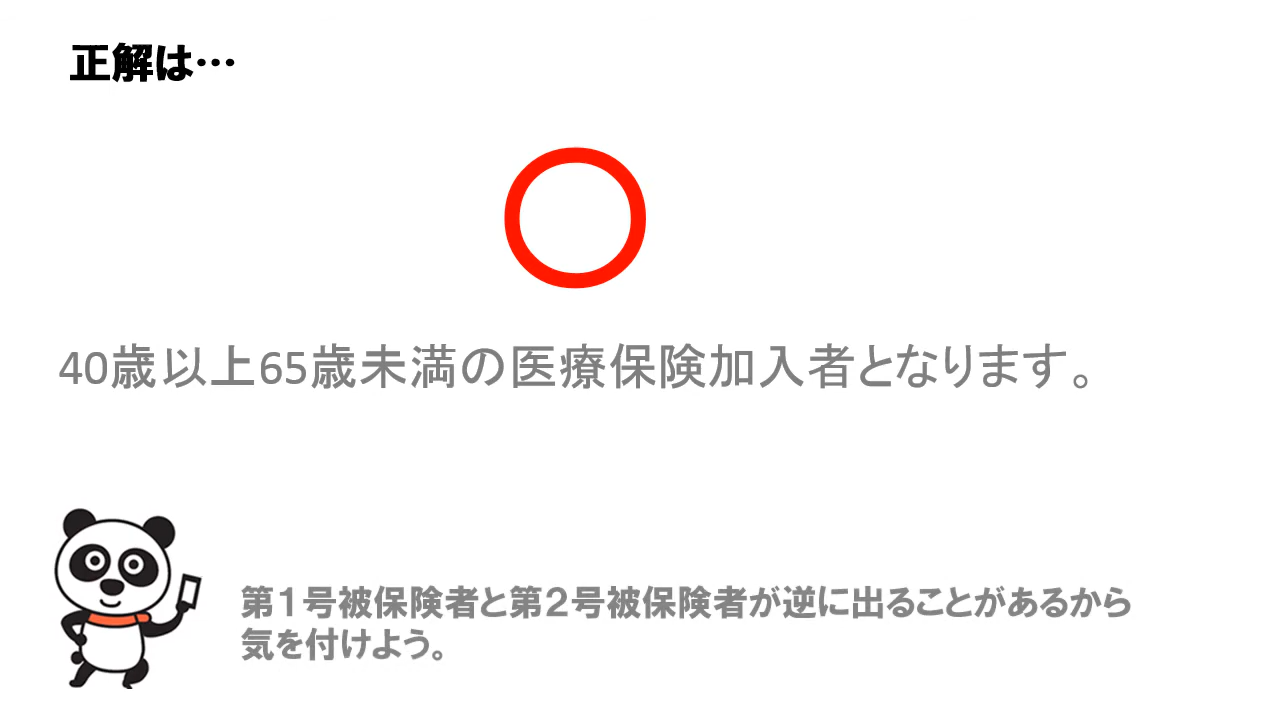 正解は…
40歳以上65歳未満の医療保険加入者となります。
第１号被保険者と第２号被保険者が逆に出ることがあるから
気を付けよう。